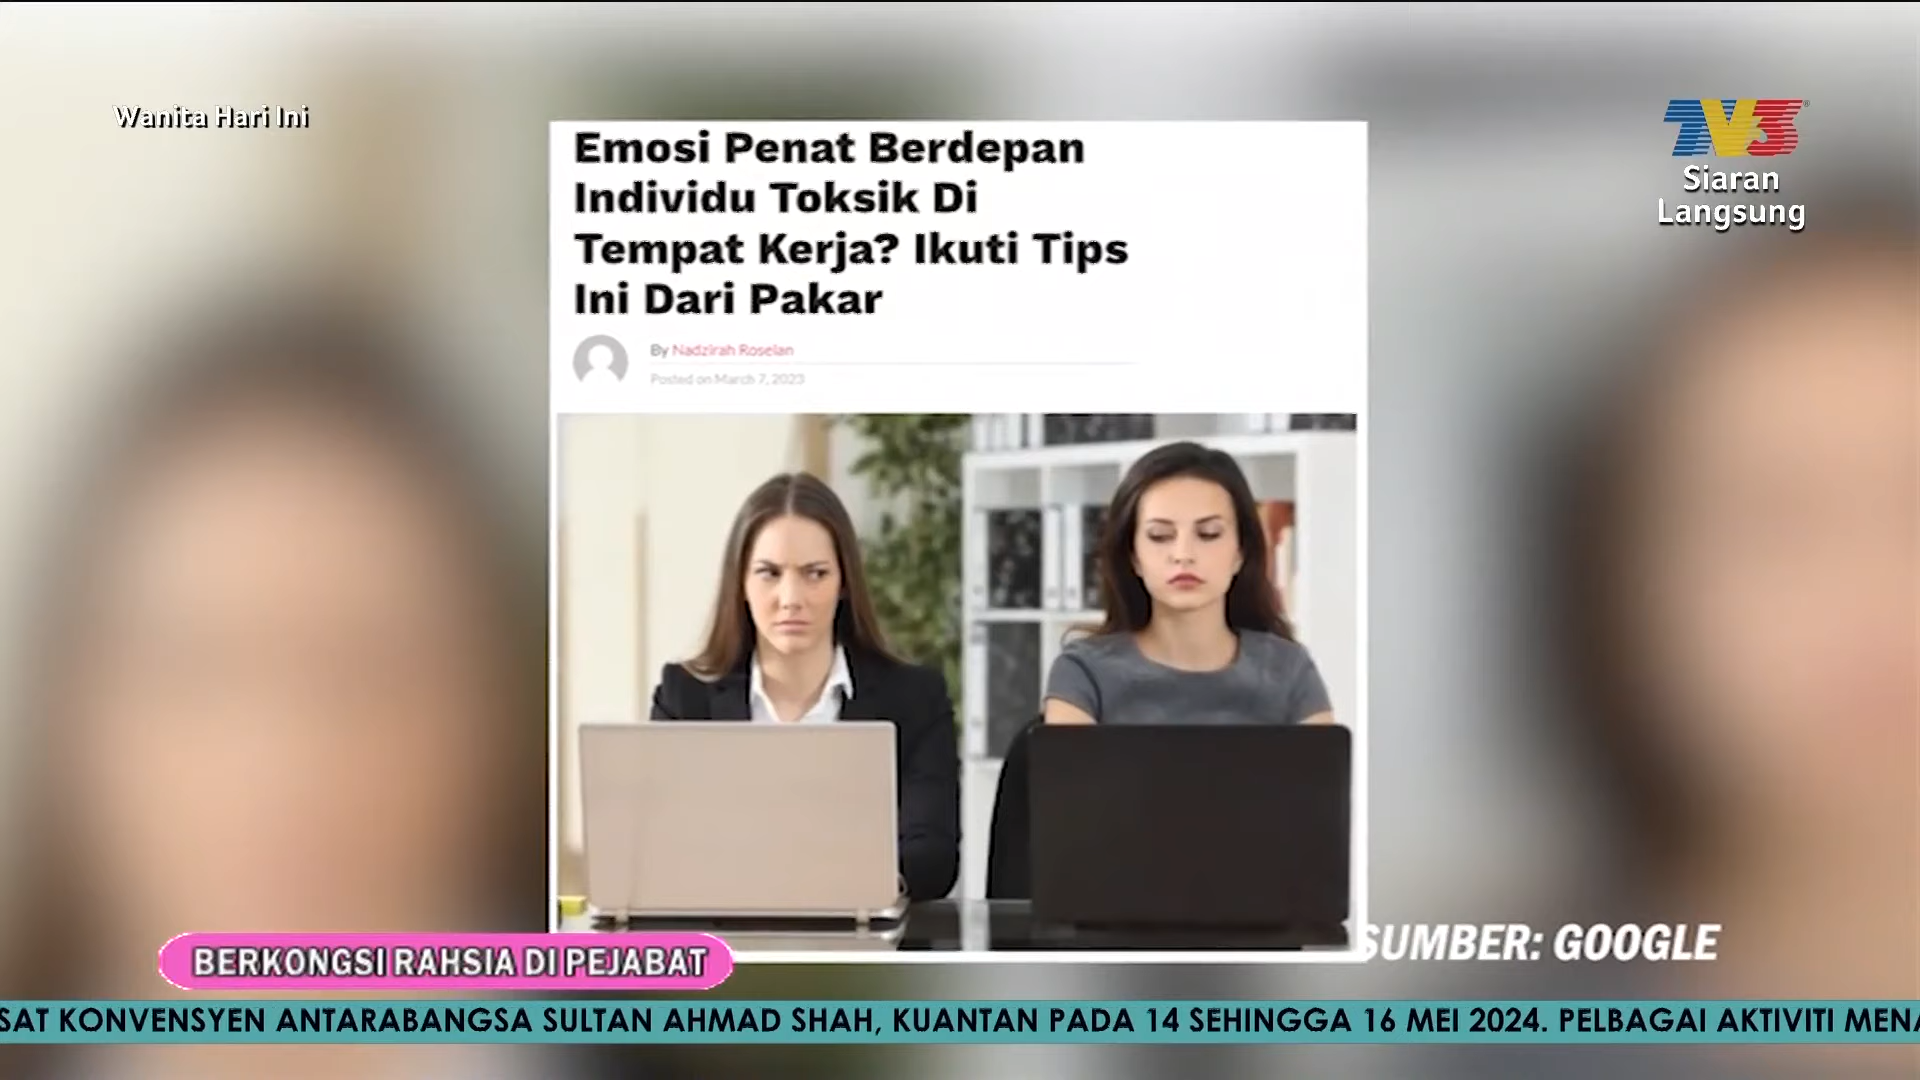 Wanita Hari Ini
TV3
Siaran
Langsung
Emosi Penat Berdepan
Individu Toksik Di
Tempat Kerja? Ikuti Tips
Ini Dari Pakar
By Nadzirah Roselan
Posted on March 7, 2023
SUMBER: GOOGLE
BERKONGSI RAHSIA DI PEJABAT
SAT KONVENSYEN ANTARABANGSA SULTAN AHMAD SHAH, KUANTAN PADA 14 SEHINGGA 16 MEI 2024. PELBAGAI AKTIVITI MENA